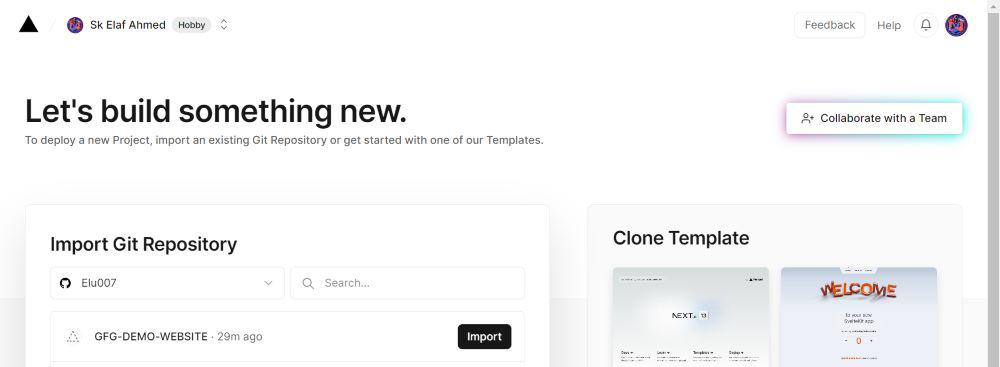 Sk Elaf Ahmed Hobby
Feedback Help
Let's build something new.
To deploy a new Project, import an existing Git Repository or get started with one of our Templates.
Collaborate with a Team
Import Git Repository
Elu007
Search...
GFG-DEMO-WEBSITE · 29m ago
Import
Clone Template
NEXT.js 13
WELCOME
to your new
SvelteKit app
- 0 +